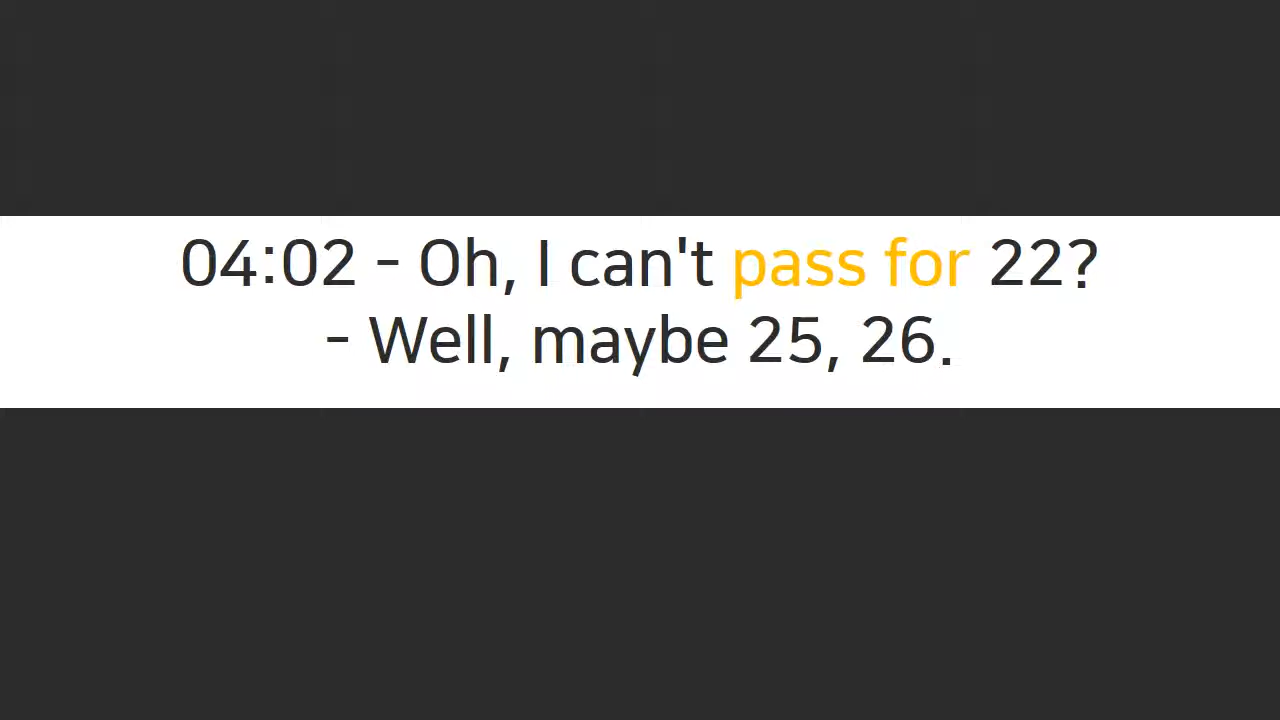 04:02 - Oh, I can't pass for 22?
- Well, maybe 25, 26.